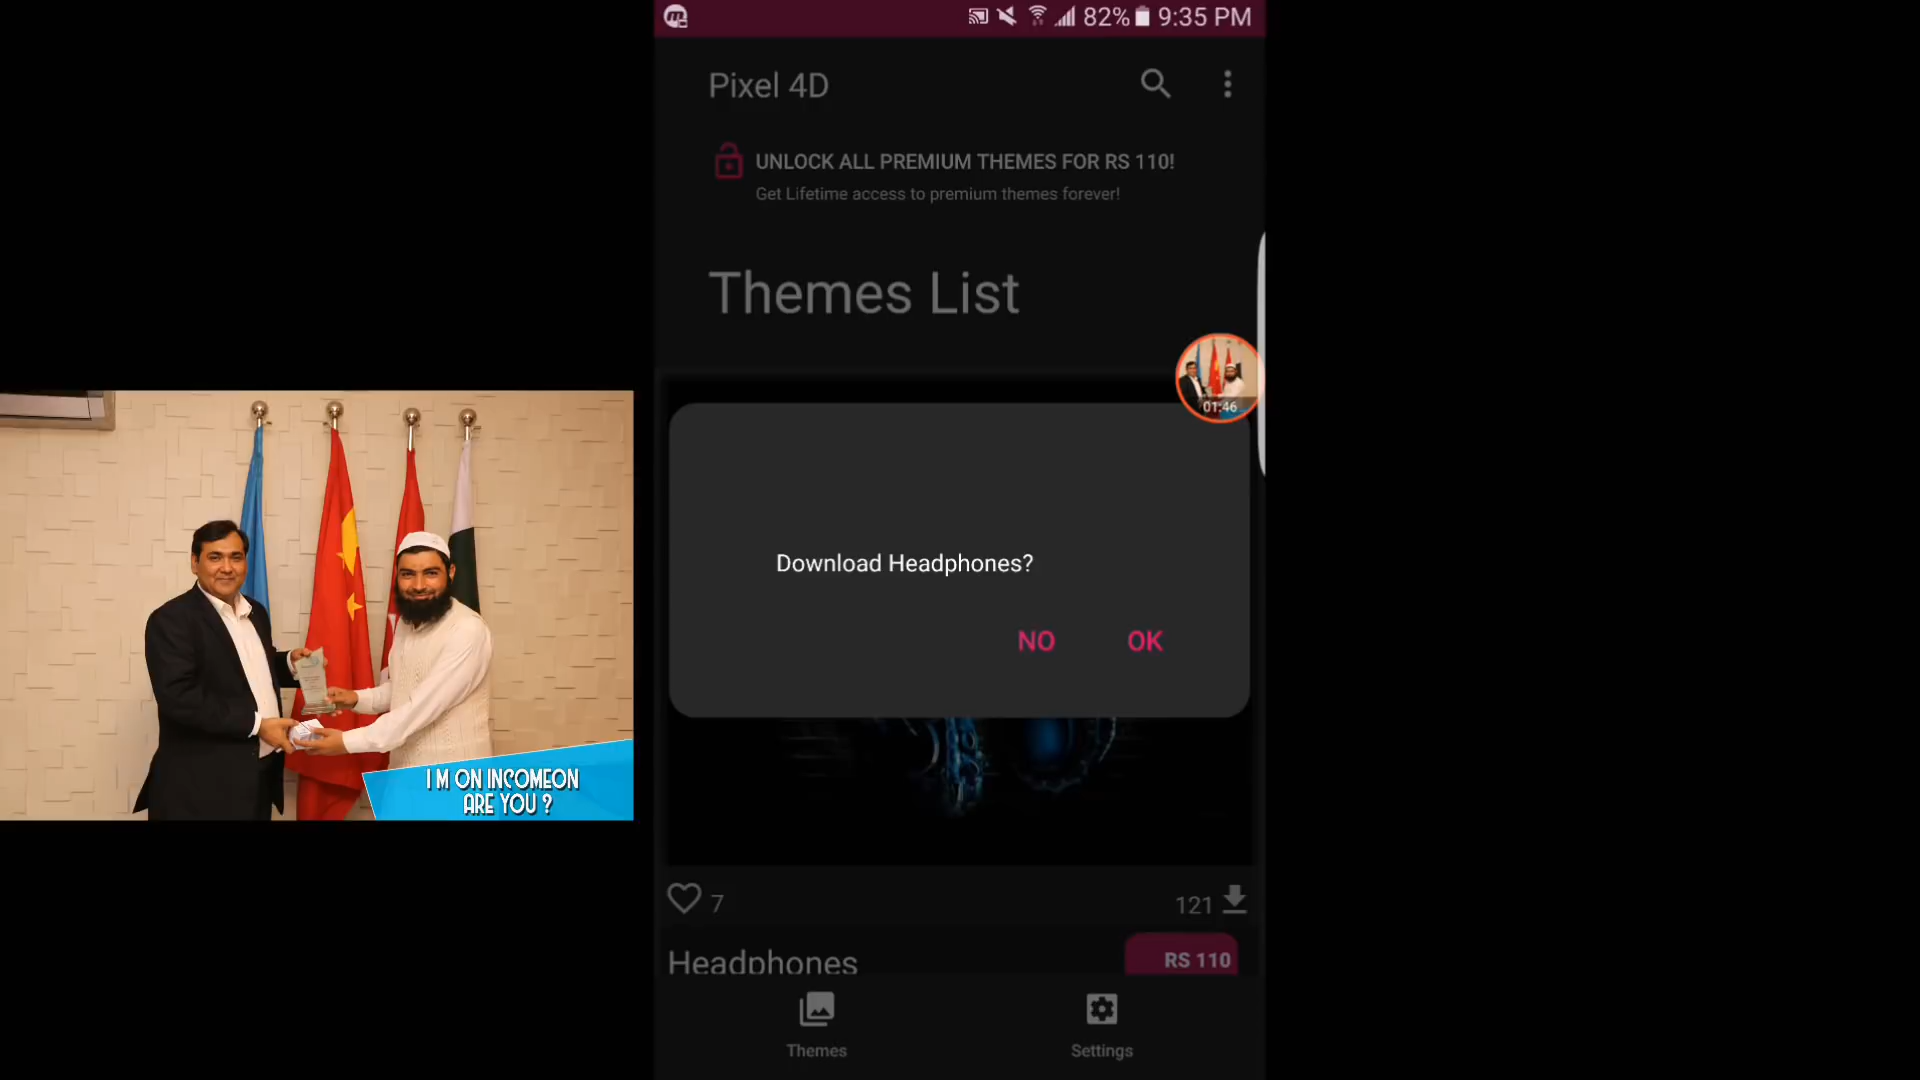 82% 9:35 PM
Pixel 4D
UNLOCK ALL PREMIUM THEMES FOR RS 110!
Get Lifetime access to premium themes forever!
Themes List
01:46
Download Headphones?
NO OK
I M ON INCOMEON
ARE YOU ?
7 121
Headphones RS 110
Themes Settings